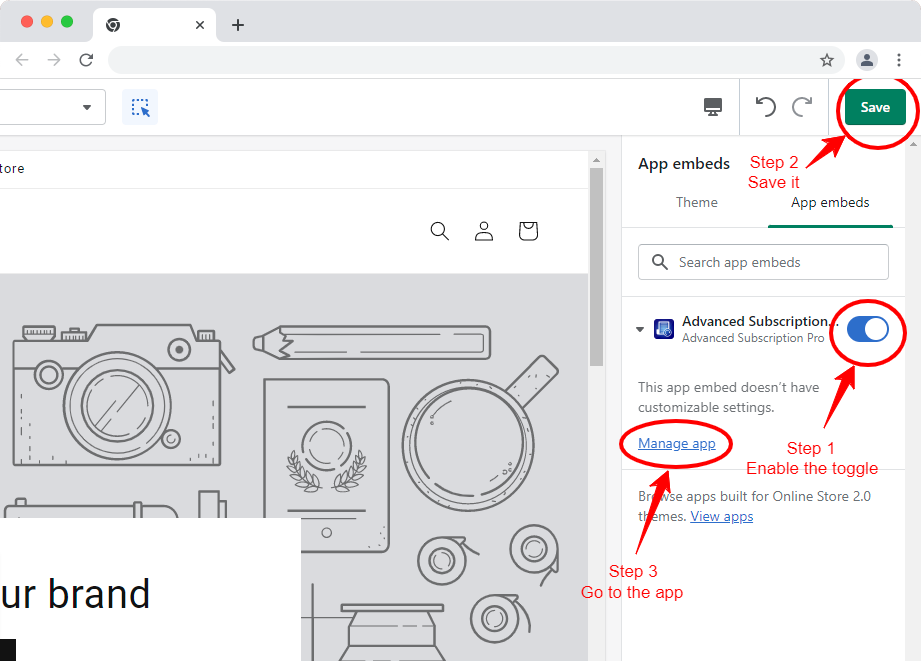 Save
tore
App embeds
Step 2
Save it
Theme
App embeds
Search app embeds
Advanced Subscription...
Advanced Subscription Pro
This app embed doesn't have
customizable settings.
Manage app
Step 1
Enable the toggle
Browse apps built for Online Store 2.0
themes. View apps
Step 3
Go to the app
ur brand